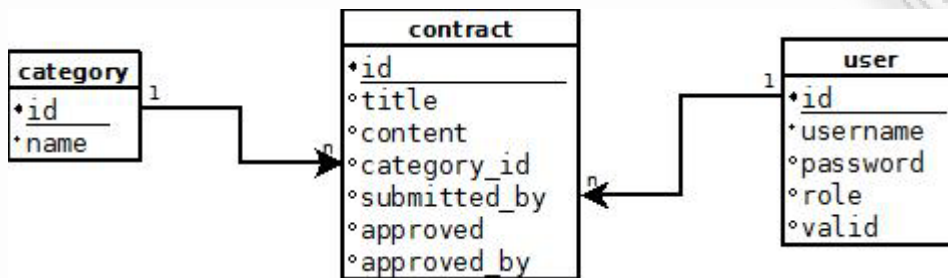 category
id
name
1
n
contract
id
title
content
category_id
submitted_by
approved
approved_by
n
1
user
id
username
password
role
valid